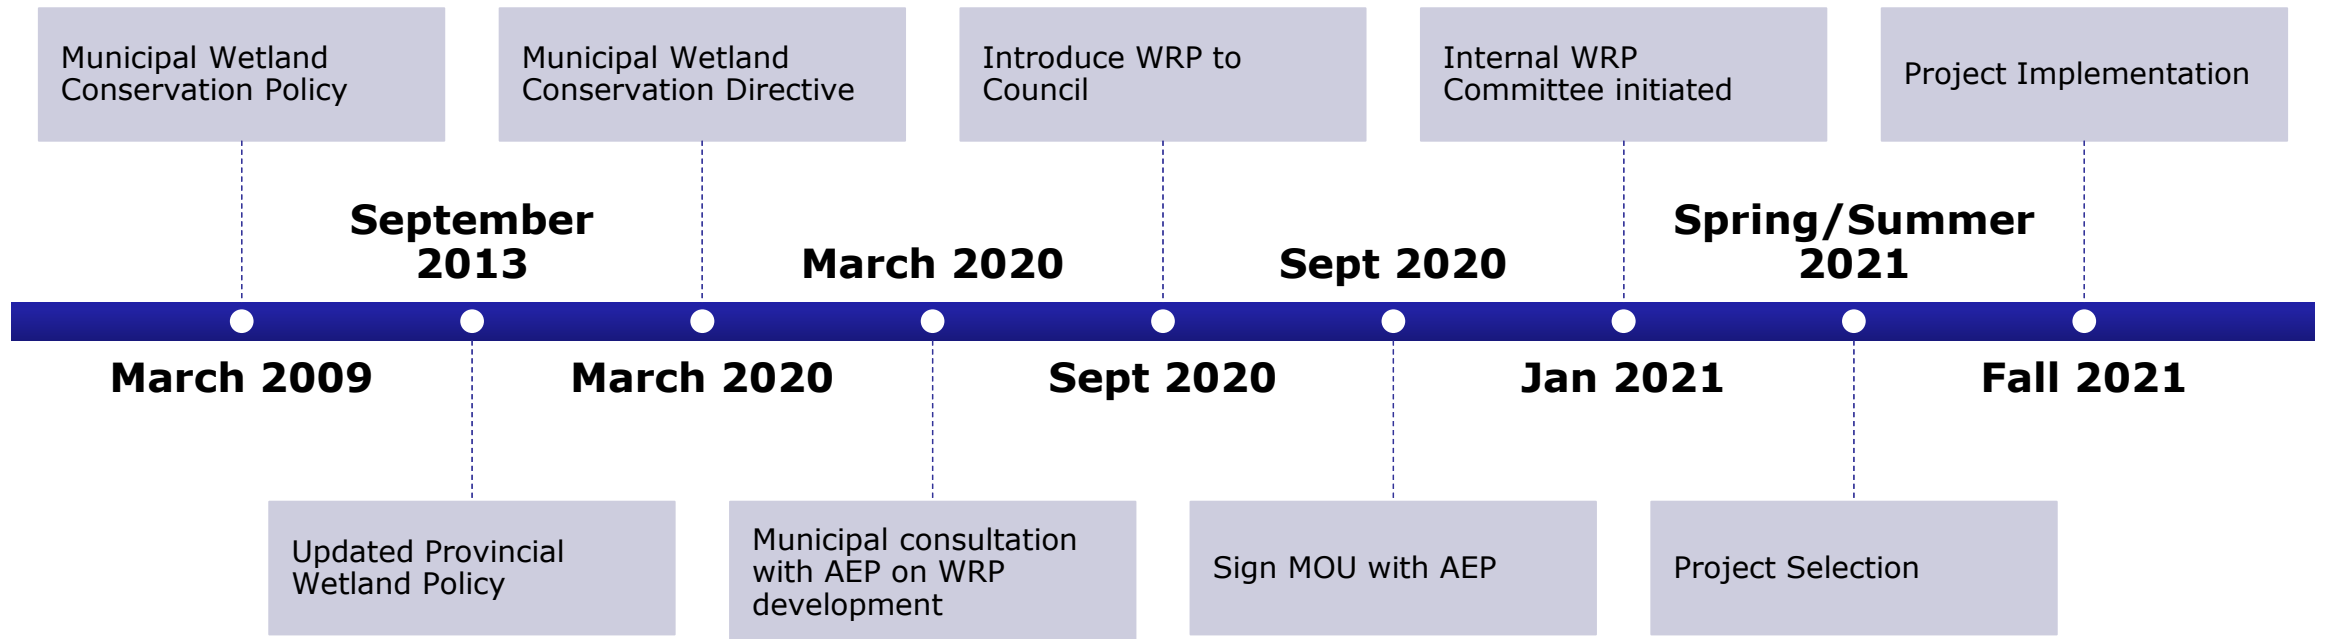 Municipal Wetland
Conservation Policy
Municipal Wetland
Conservation Directive
Introduce WRP to
Council
Internal WRP
Committee initiated
Project Implementation
September
2013
March 2020
Sept 2020
Spring/Summer
2021
March 2009
March 2020
Sept 2020
Jan 2021
Fall 2021
Updated Provincial
Wetland Policy
Municipal consultation
with AEP on WRP
development
Sign MOU with AEP
Project Selection